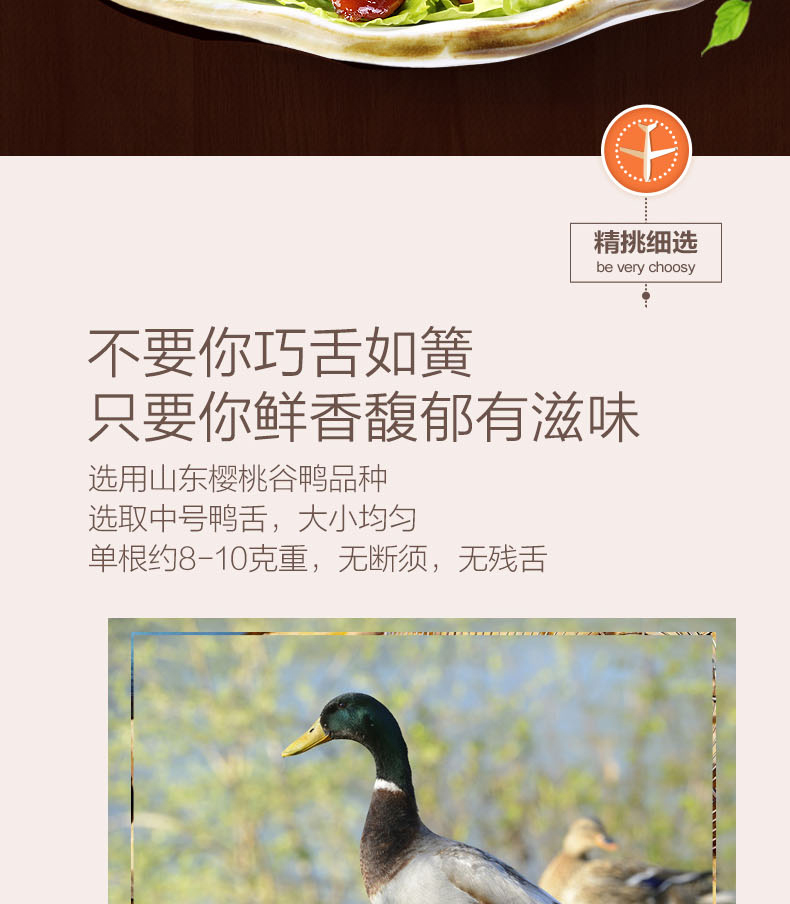 精挑细选
be very choosy
不要你巧舌如簧
只要你鲜香馥郁有滋味
选用山东樱桃谷鸭品种
选取中号鸭舌，大小均匀
单根约8-10克重，无断须，无残舌